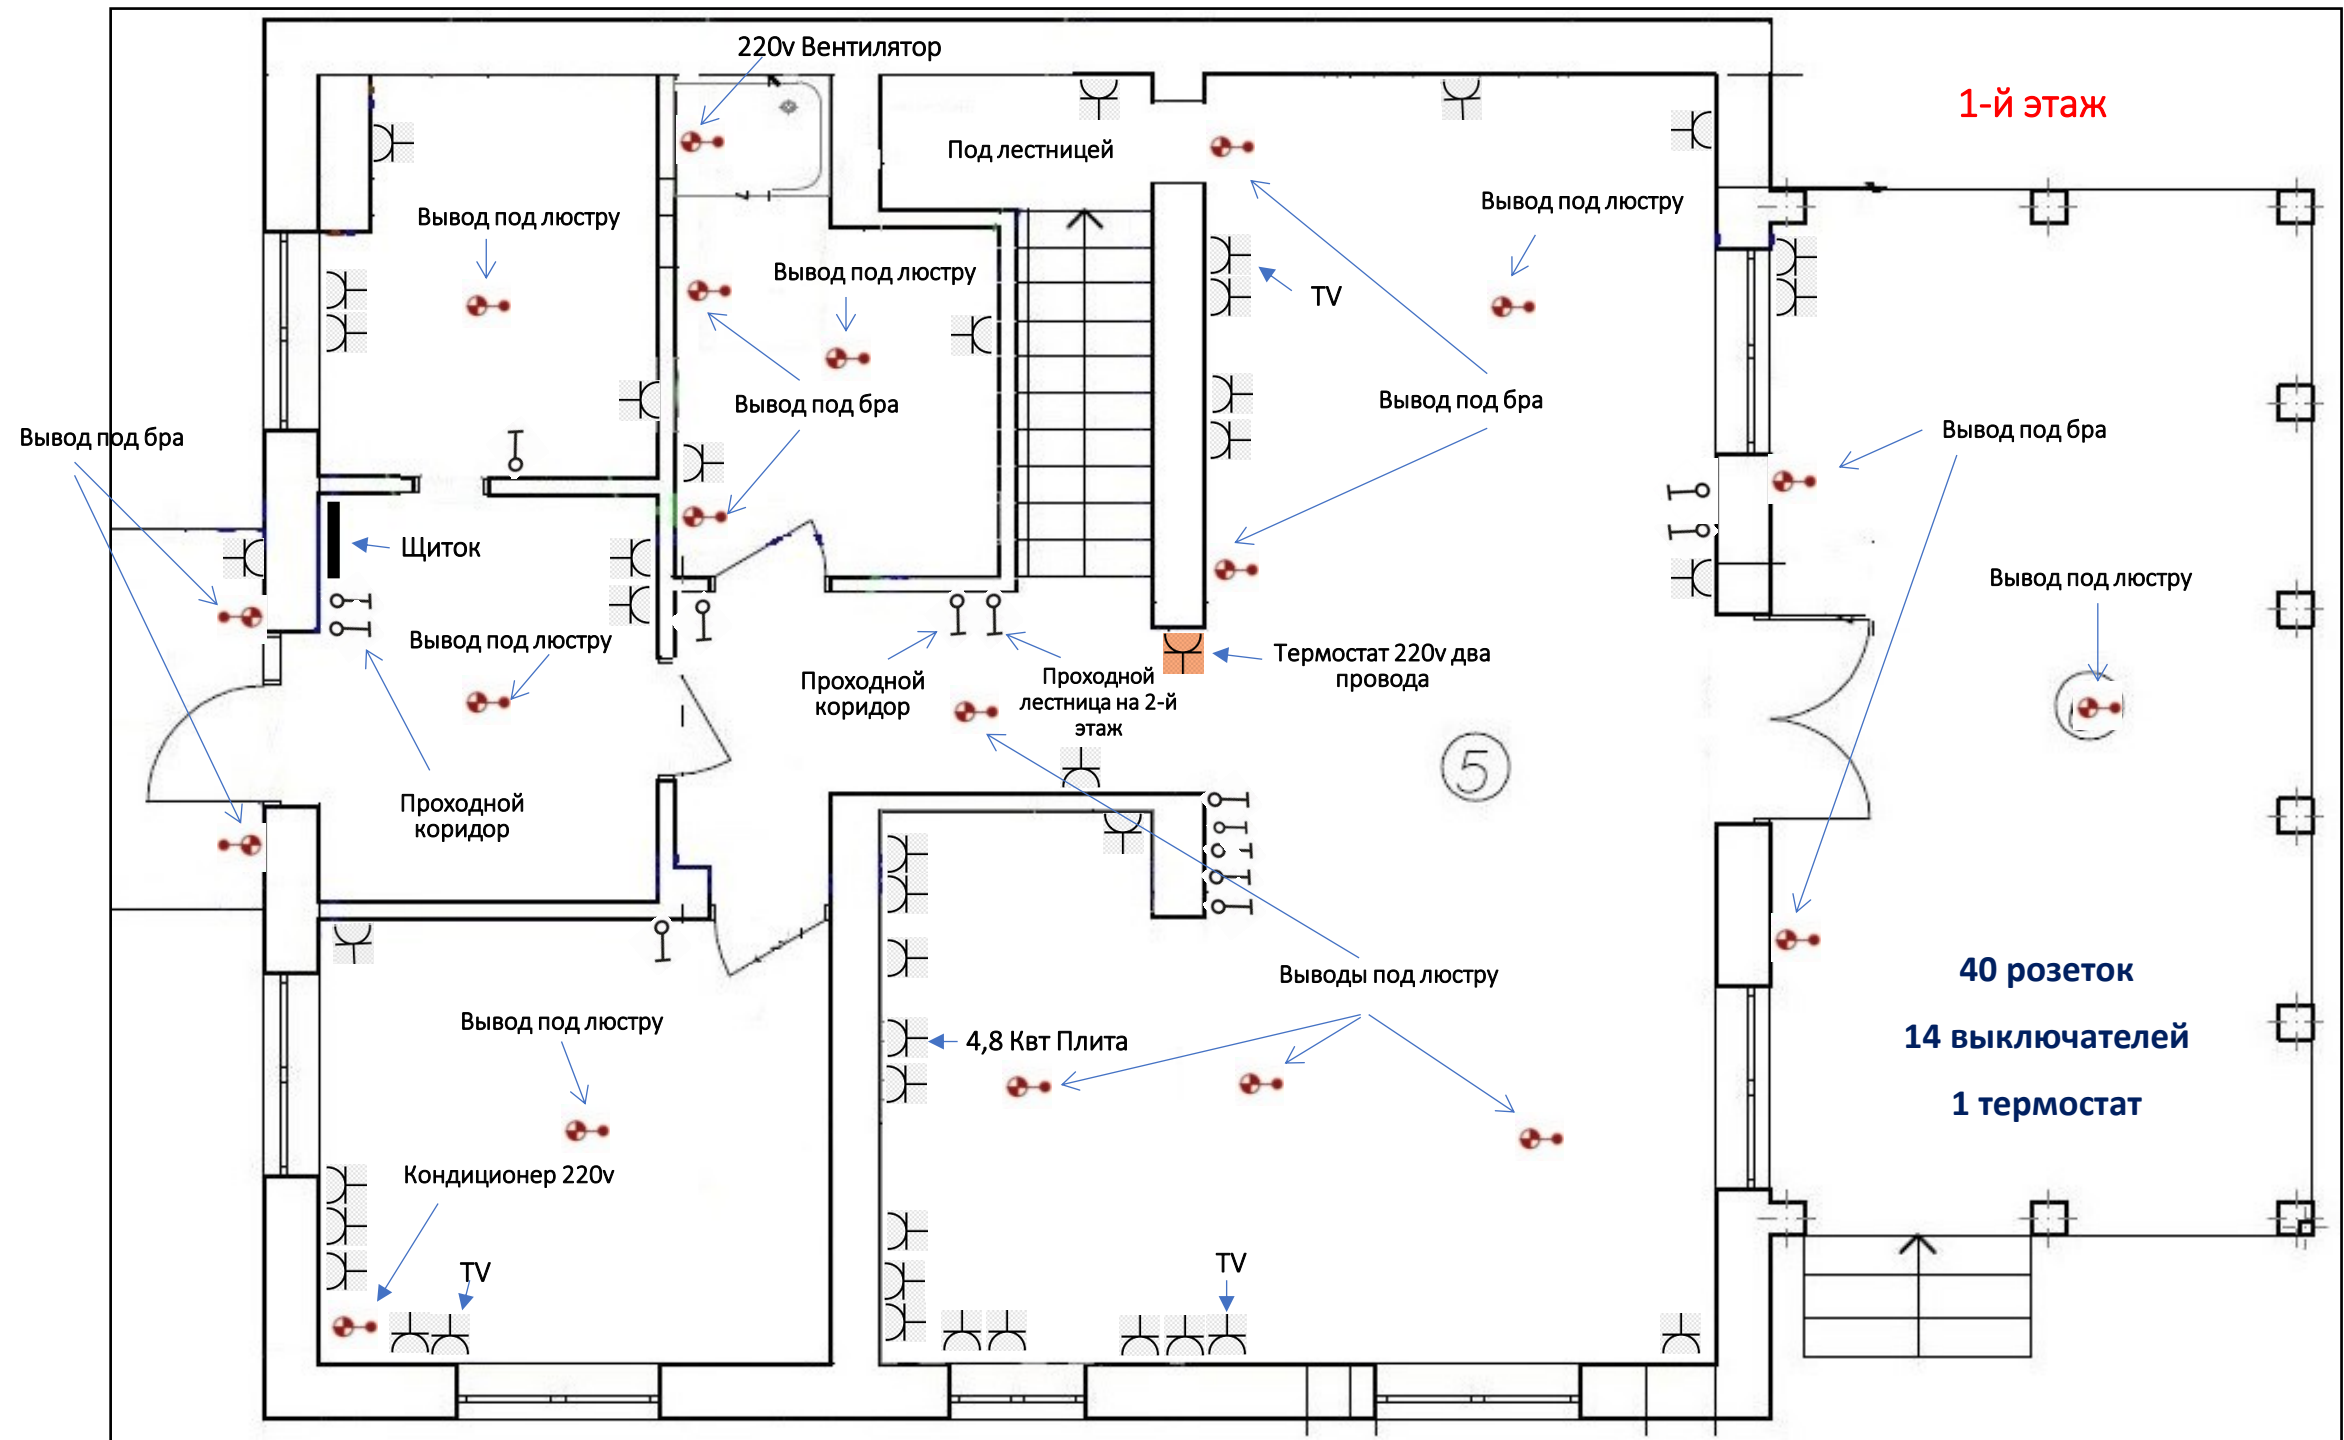 220v Вентилятор
1-й этаж
Под лестницей
Вывод под люстру
Вывод под люстру
Вывод под люстру
TV
Вывод под бра
Вывод под бра
Вывод под бра
Вывод под бра
Щиток
Вывод под люстру
Вывод под люстру
Термостат 220v два
провода
Проходной
коридор
Проходной
лестница на 2-й
этаж
5
Проходной
коридор
Выводы под люстру
40 розеток
14 выключателей
1 термостат
Вывод под люстру
4,8 Квт Плита
Кондиционер 220v
TV
TV